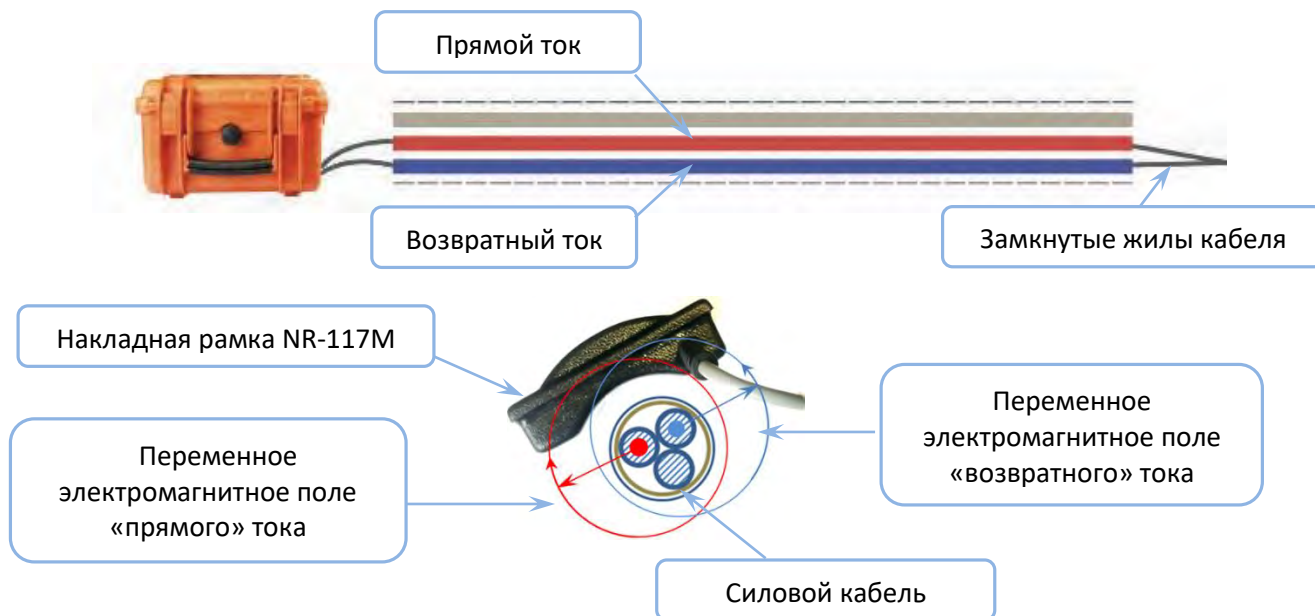 Прямой ток
Возвратный ток
Замкнутые жилы кабеля
Накладная рамка NR-117М
Переменное
электромагнитное поле
«прямого» тока
Переменное
электромагнитное поле
«возвратного» тока
Силовой кабель